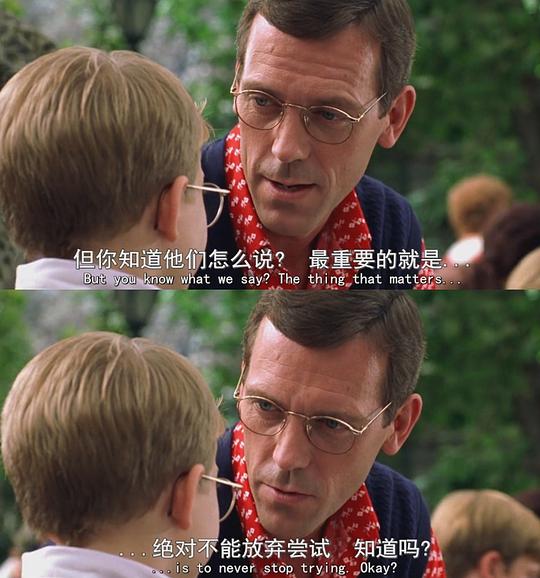 但你知道他们怎么说?　最重要的就是...
But you know what we say? The thing that matters...
...绝对不能放弃尝试　知道吗?
...is to never stop trying. Okay?